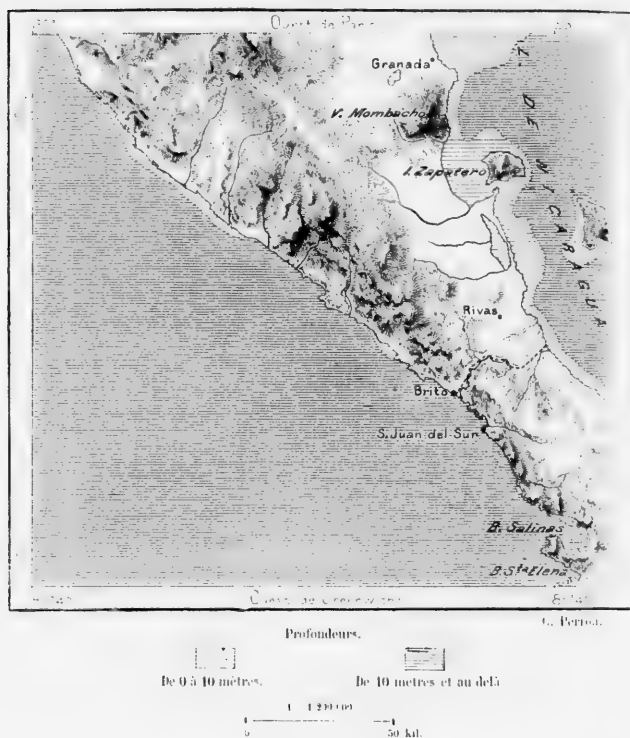 Ouest de Paris
Granada
V. Mombacho
I. Zapatero
L. DE NICARAGUA
Rivas
Brito
S. Juan del Sur
B. Salinas
B. Sta Elena
Ouest de Greenwich
C. Perron.
Profondeurs.
De 0 à 10 mètres.
De 10 metres et au delà
50 kil.